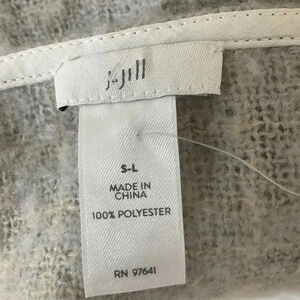 J.Jill
S-L
MADE IN
CHINA
100% POLYESTER
RN 97641